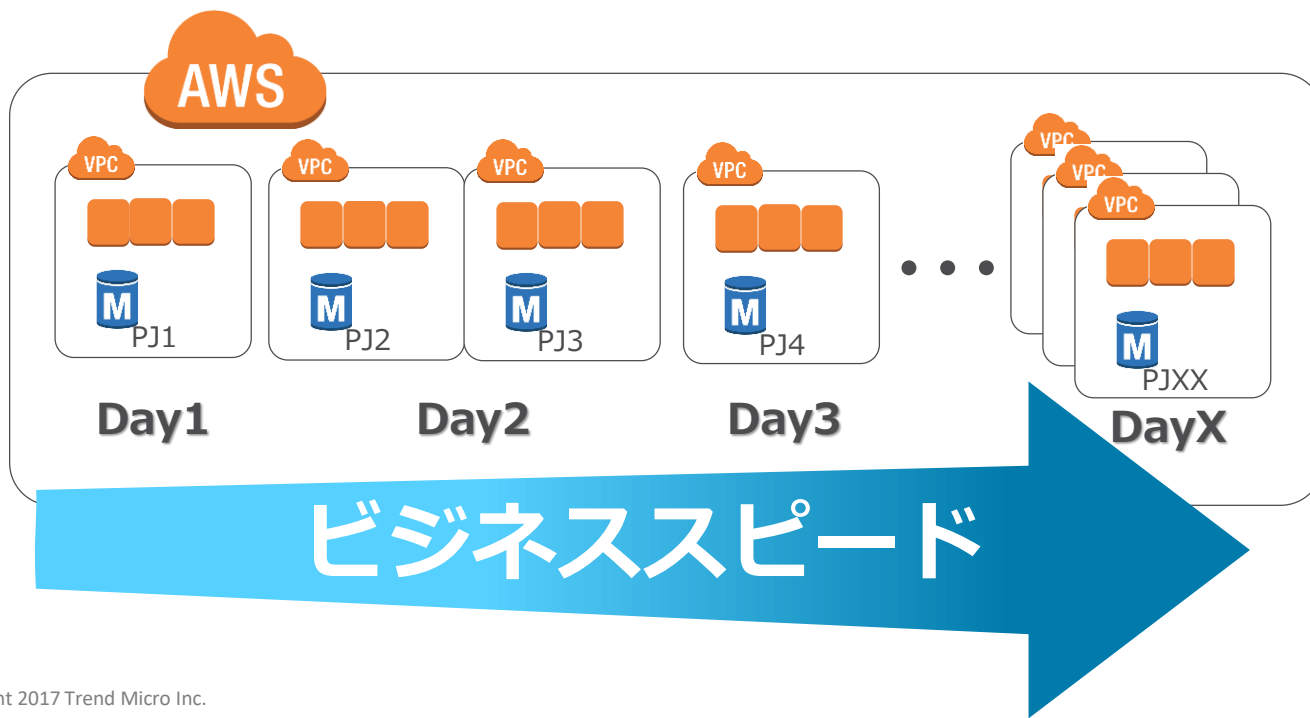 AWS
VPC
VPC
VPC
VPC
VPC
VPC
VPC
M
PJ1
M
PJ2
M
PJ3
M
PJ4
• • •
M
PJXX
Day1
Day2
Day3
DayX
ビジネススピード
nt 2017 Trend Micro Inc.